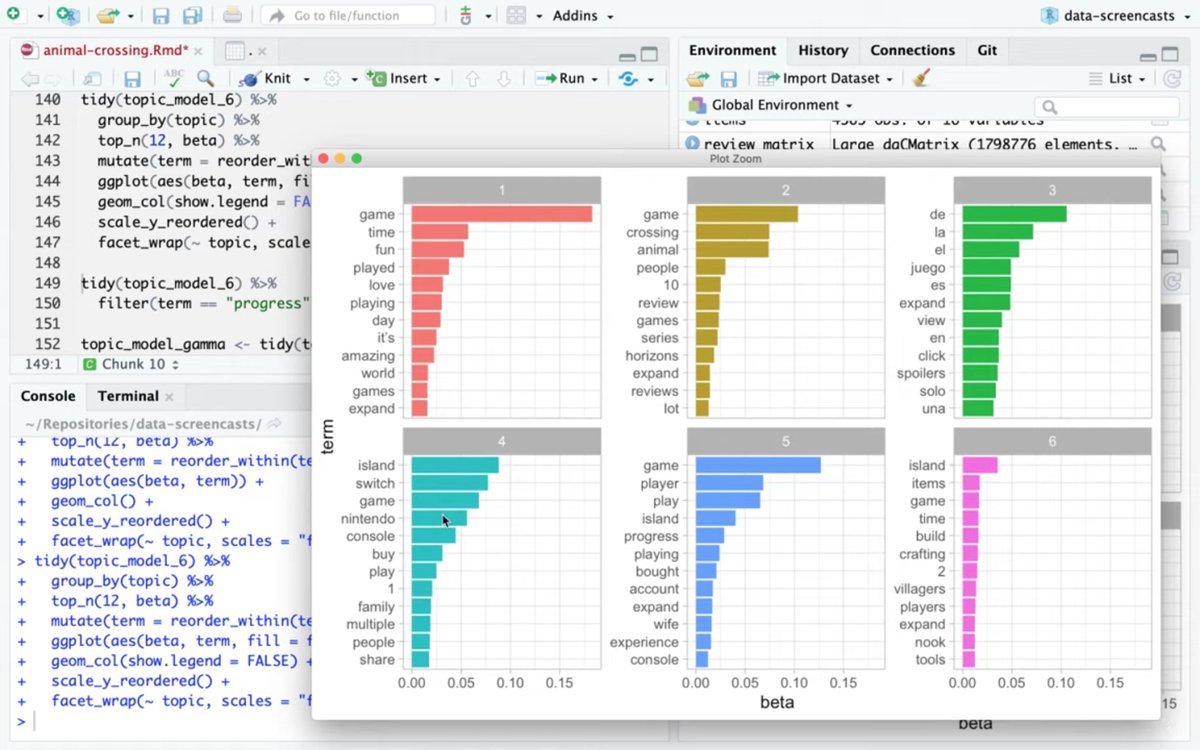 Go to file/function
Addins
data-screencasts
animal-crossing.Rmd*
.
Knit
Insert
Run
140 tidy(topic_model_6) %>%
141 group_by(topic) %>%
142 top_n(12, beta) %>%
143 mutate(term = reorder_wit
144 ggplot(aes(beta, term, fi
145 geom_col(show.legend = FA
146 scale_y_reordered() +
147 facet_wrap(~ topic, scale
148
149 tidy(topic_model_6) %>%
150 filter(term == "progress"
151
152 topic_model_gamma <- tidy(t
149:1 Chunk 10
Console Terminal
~/Repositories/data-screencasts/
+ top_n(12, beta) %>%
+ mutate(term = reorder_within(te
+ ggplot(aes(beta, term)) +
+ geom_col() +
+ scale_y_reordered() +
+ facet_wrap(~ topic, scales = "f
> tidy(topic_model_6) %>%
+ group_by(topic) %>%
+ top_n(12, beta) %>%
+ mutate(term = reorder_within(te
+ ggplot(aes(beta, term, fill = f
+ geom_col(show.legend = FALSE) +
+ scale_y_reordered() +
+ facet_wrap(~ topic, scales = "f
>
Environment History Connections Git
Import Dataset
List
Global Environment
review matrix Large dgCMatrix (1798776 elements, …
Plot Zoom
term
1
game
time
fun
played
love
playing
day
it's
amazing
world
games
expand
2
game
crossing
animal
people
10
review
games
series
horizons
expand
reviews
lot
3
de
la
el
juego
es
expand
view
en
click
spoilers
solo
una
4
island
switch
game
nintendo
console
buy
play
1
family
multiple
people
share
0.00 0.05 0.10 0.15
5
game
player
play
island
progress
playing
bought
account
expand
wife
experience
console
0.00 0.05 0.10 0.15
6
island
items
game
time
build
crafting
2
villagers
players
expand
nook
tools
0.00 0.05 0.10 0.15
beta
15
beta